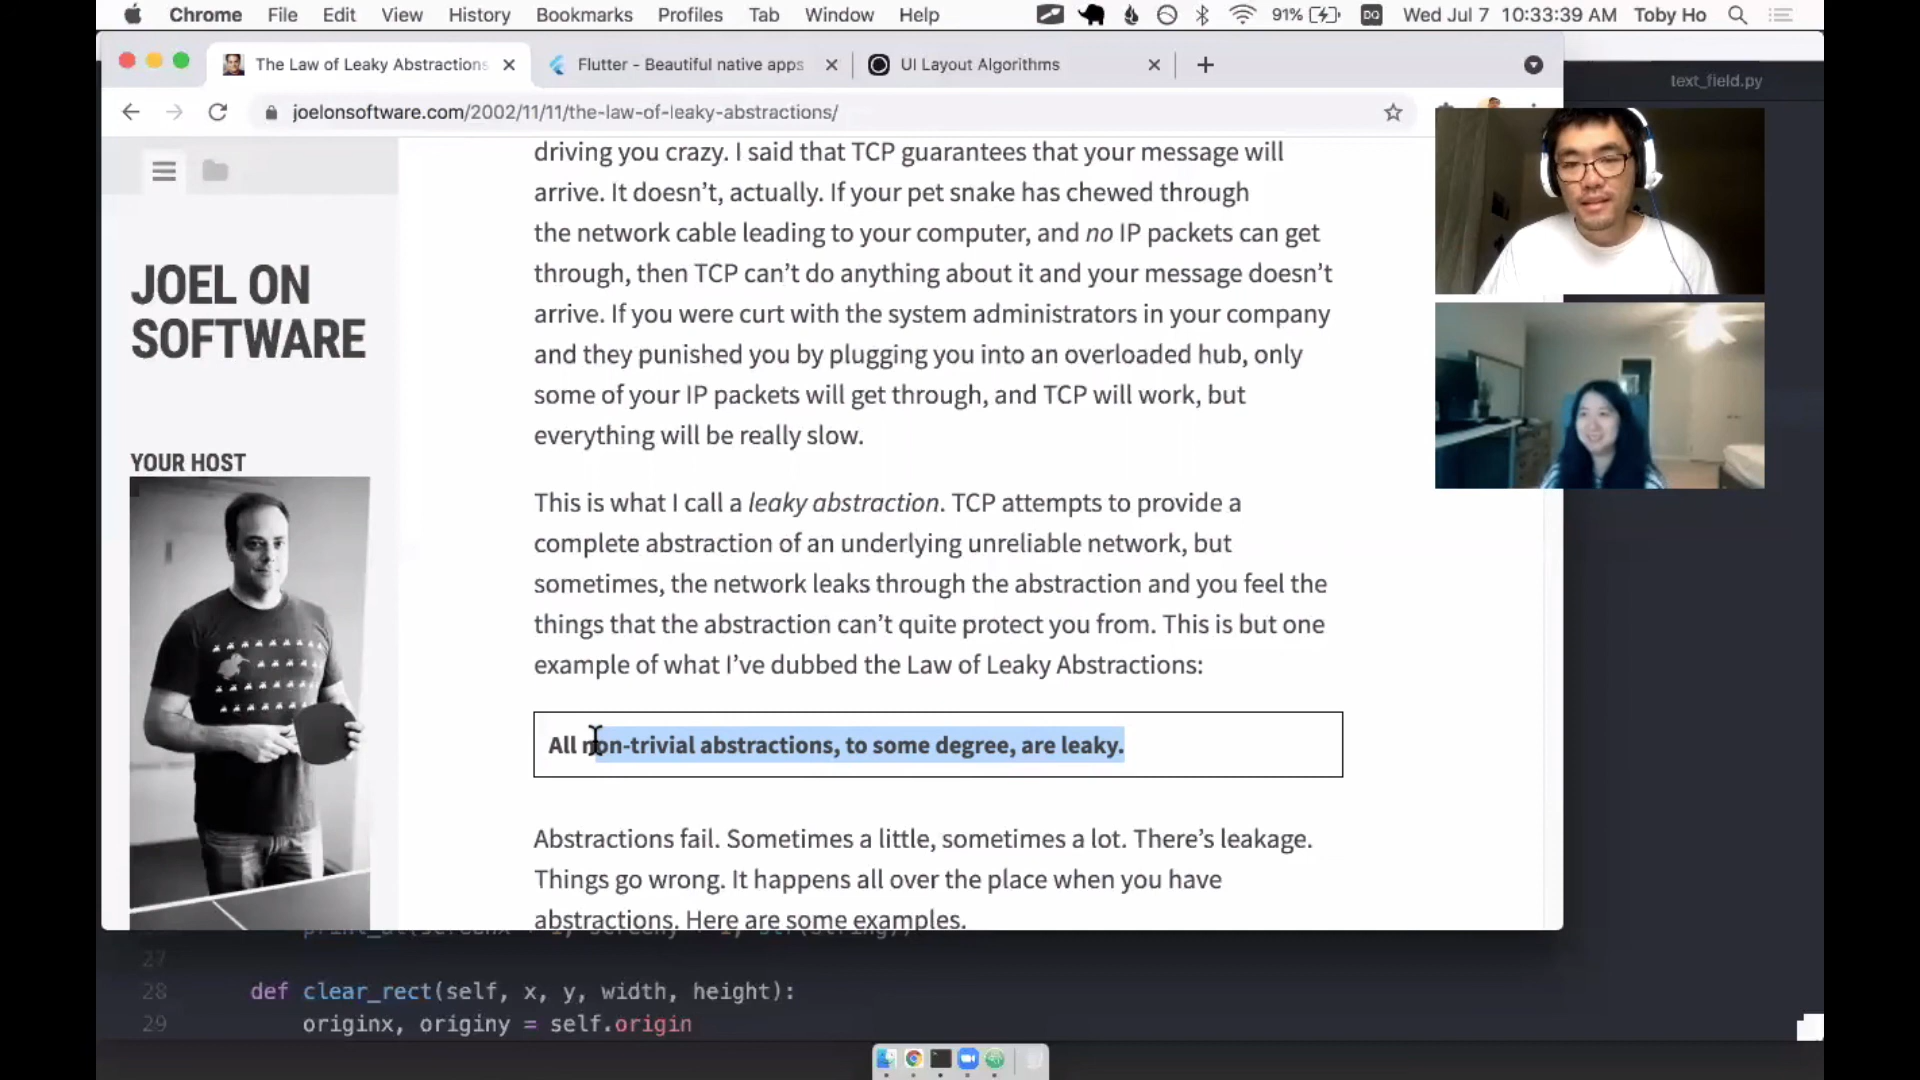 Chrome File Edit View History Bookmarks Profiles Tab Window Help 91% DQ Wed Jul 7 10:33:39 AM Toby Ho
The Law of Leaky Abstractions
Flutter - Beautiful native apps
UI Layout Algorithms
text_field.py
joelonsoftware.com/2002/11/11/the-law-of-leaky-abstractions/
JOEL ON
SOFTWARE
YOUR HOST
driving you crazy. I said that TCP guarantees that your message will
arrive. It doesn’t, actually. If your pet snake has chewed through
the network cable leading to your computer, and no IP packets can get
through, then TCP can’t do anything about it and your message doesn’t
arrive. If you were curt with the system administrators in your company
and they punished you by plugging you into an overloaded hub, only
some of your IP packets will get through, and TCP will work, but
everything will be really slow.
This is what I call a leaky abstraction. TCP attempts to provide a
complete abstraction of an underlying unreliable network, but
sometimes, the network leaks through the abstraction and you feel the
things that the abstraction can’t quite protect you from. This is but one
example of what I’ve dubbed the Law of Leaky Abstractions:
All non-trivial abstractions, to some degree, are leaky.
Abstractions fail. Sometimes a little, sometimes a lot. There’s leakage.
Things go wrong. It happens all over the place when you have
abstractions. Here are some examples.
27
28 def clear_rect(self, x, y, width, height):
29 originx, originy = self.origin